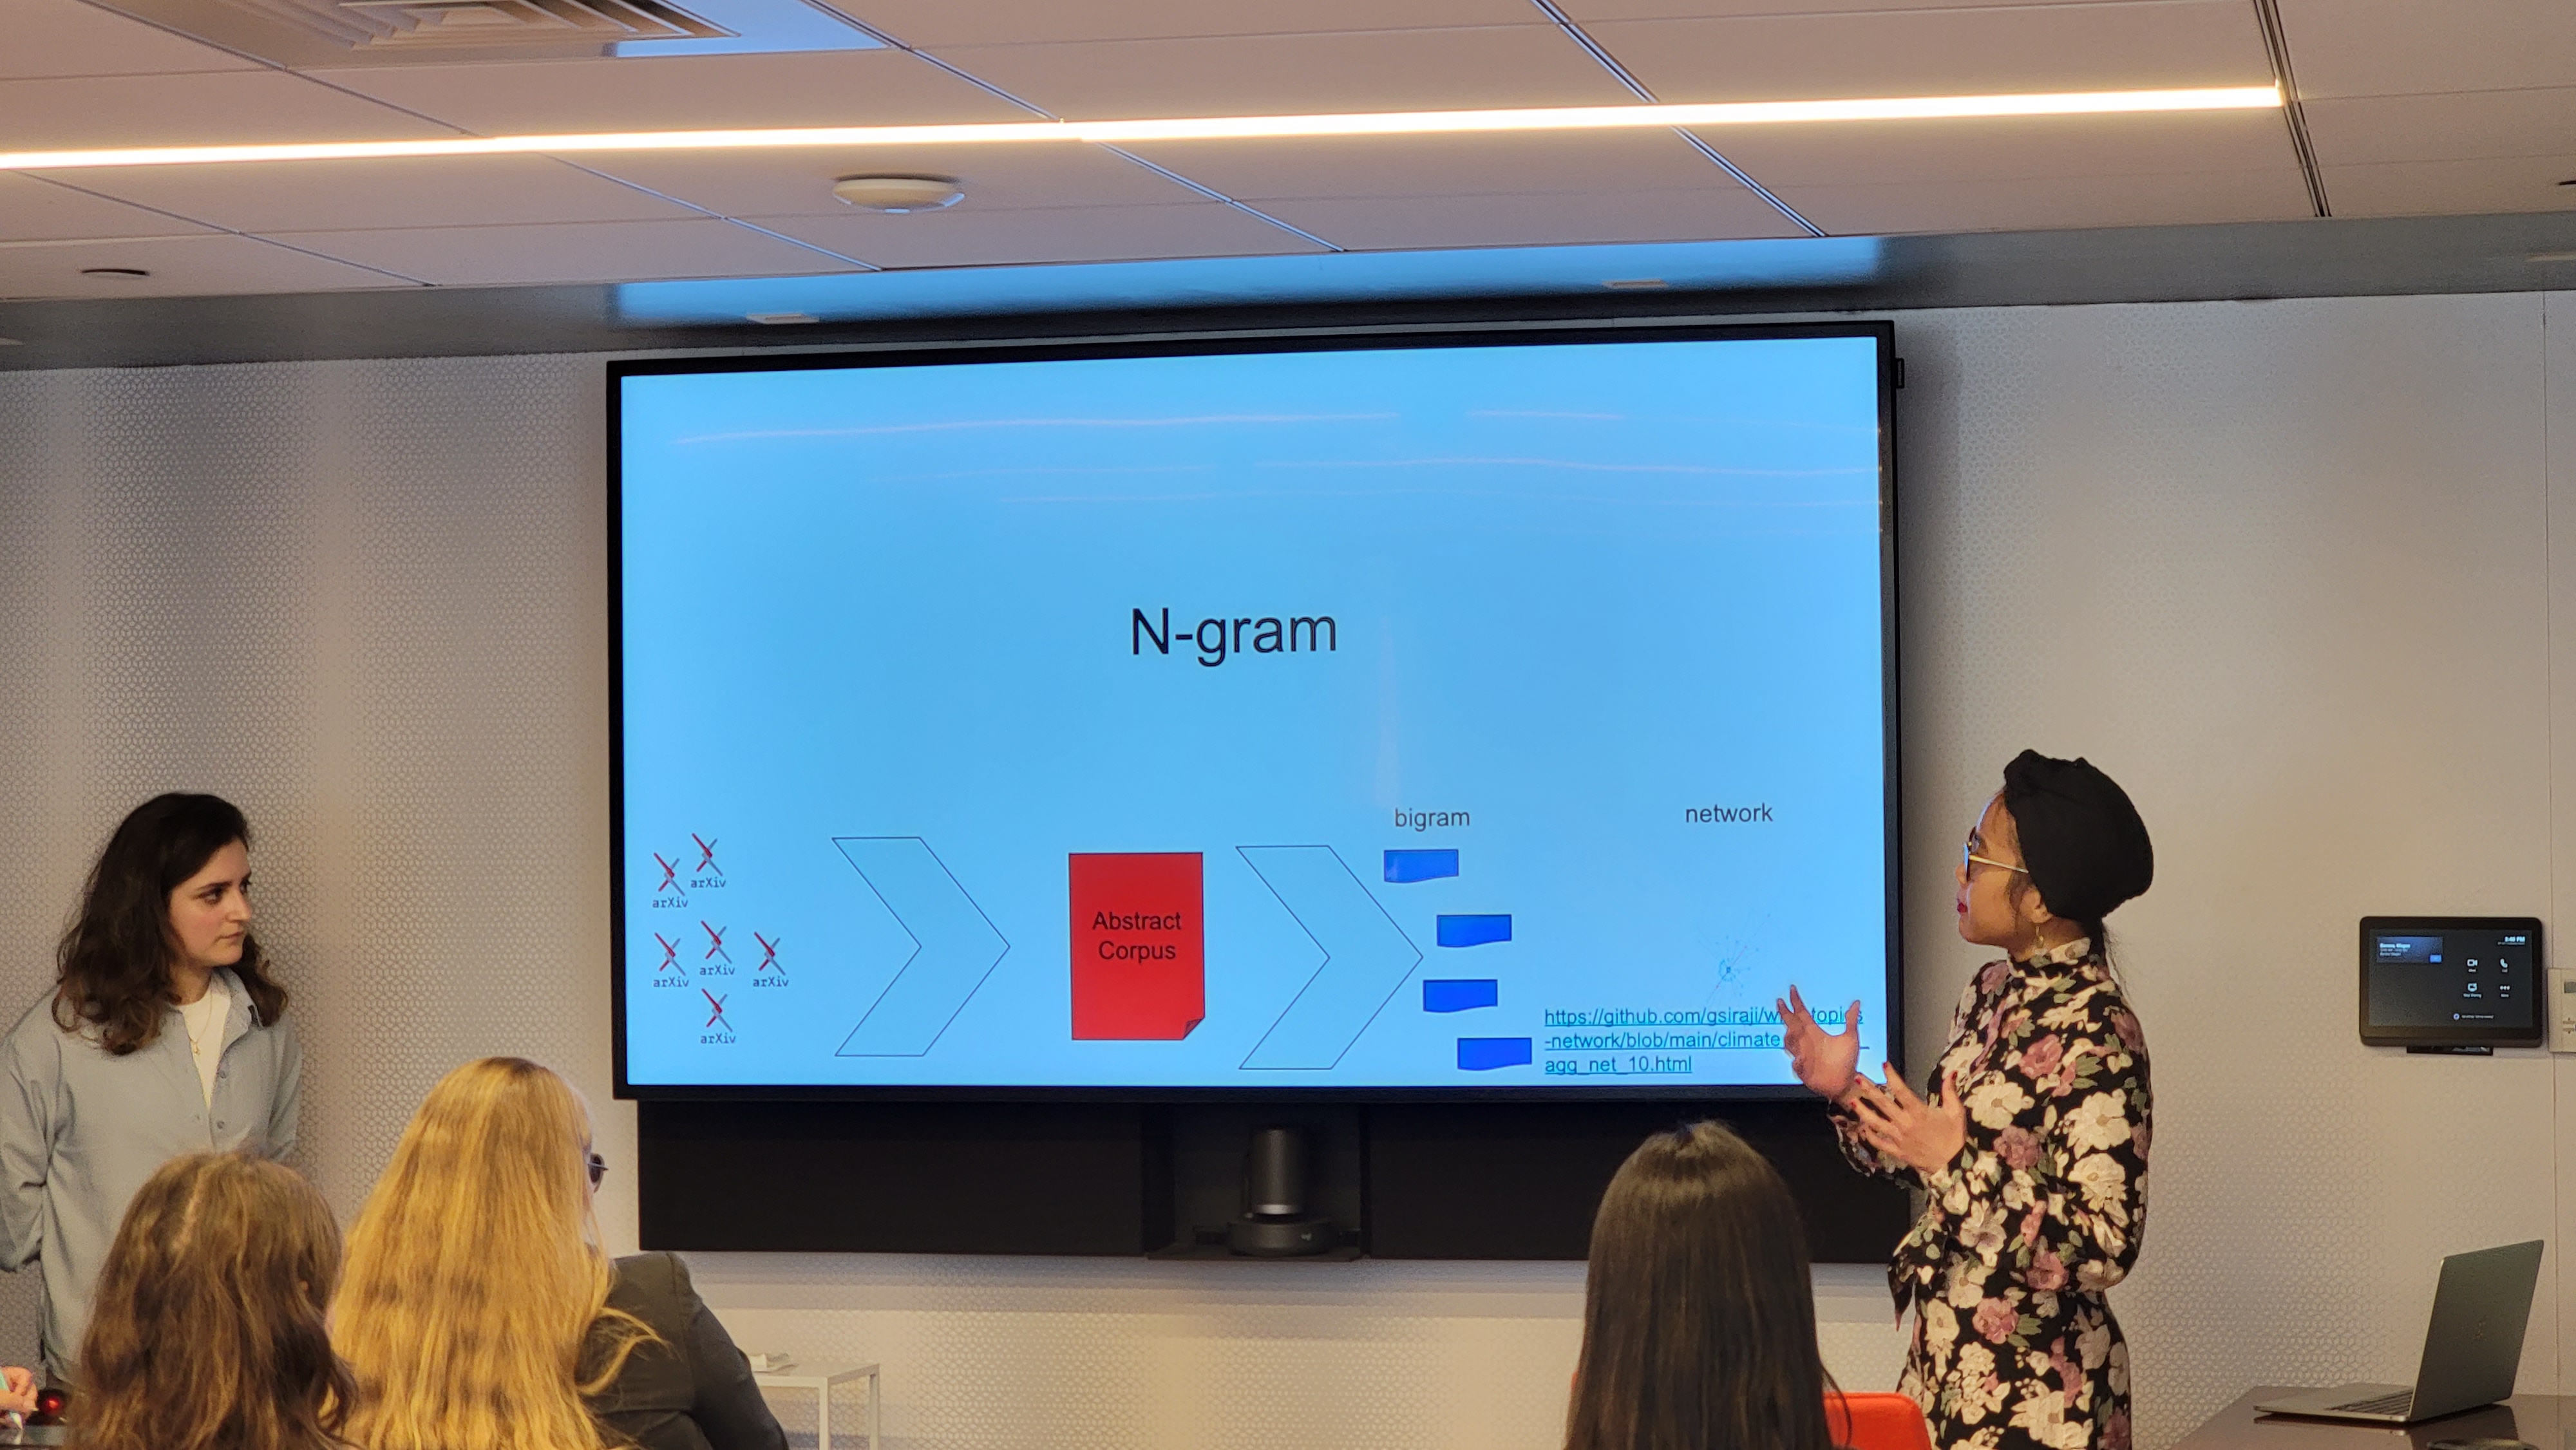 N-gram
bigram
network
arXiv
arXiv
arXiv
arXiv
arXiv
arXiv
Abstract
Corpus
https://github.com/gsiraji/
-network/blob/main/climate
agg_net_10.html